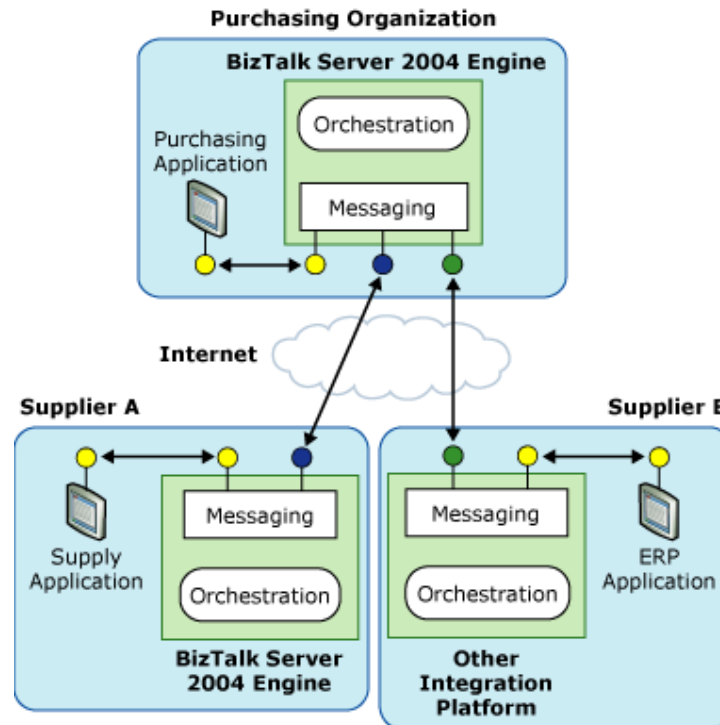 Purchasing Organization
BizTalk Server 2004 Engine
Orchestration
Purchasing
Application
Messaging
Internet
Supplier A
Supplier
Messaging
Supply
Application
Orchestration
BizTalk Server
2004 Engine
Messaging
ERP
Application
Orchestration
Other
Integration
Platform